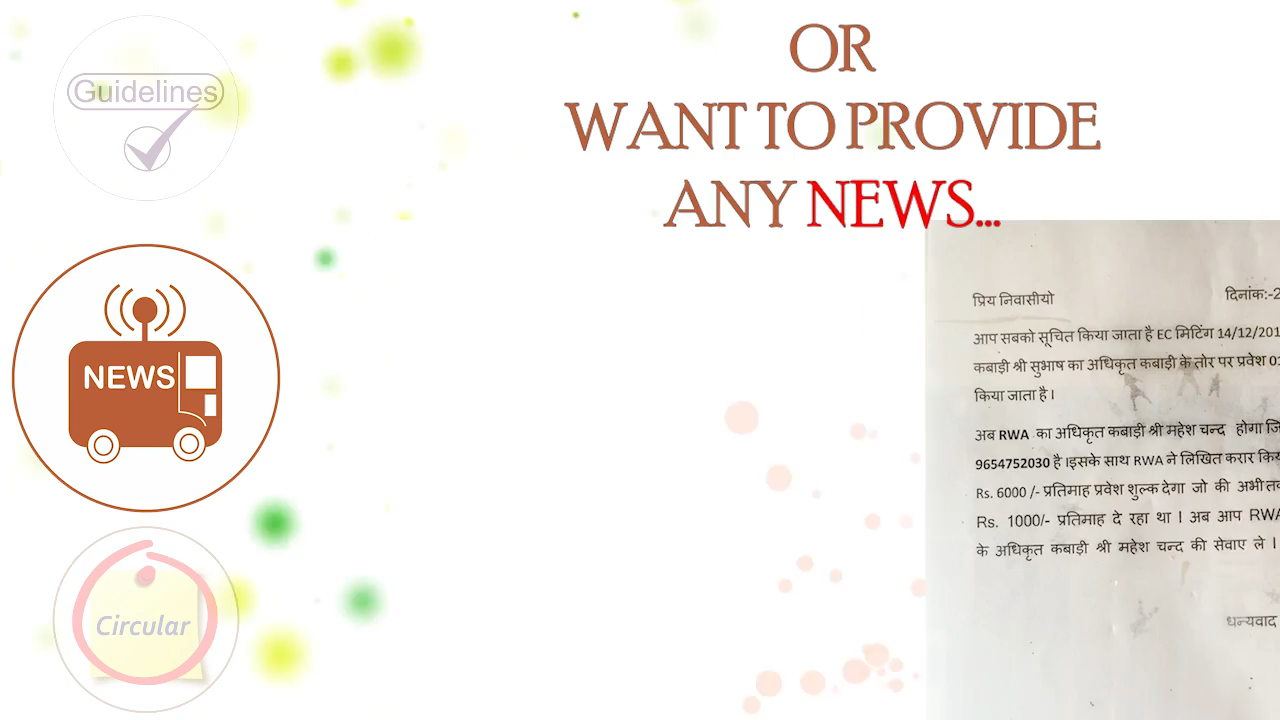 Guidelines
OR
WANT TO PROVIDE
ANY NEWS...
NEWS
Circular
प्रिय निवासीयो दिनांक:-2
आप सबको सूचित किया जाता है EC मिटिंग 14/12/201
कबाड़ी श्री सुभाष का अधिकृत कबाड़ी के तोर पर प्रवेश 01
किया जाता है।
अब RWA का अधिकृत कबाड़ी श्री महेश चन्द होगा जि
9654752030 है।इसके साथ RWA ने लिखित करार किय
Rs. 6000 /- प्रतिमाह प्रवेश शुल्क देगा जो की अभी तक
Rs. 1000/- प्रतिमाह दे रहा था । अब आप RWA
के अधिकृत कबाड़ी श्री महेश चन्द की सेवाए ले ।
धन्यवाद